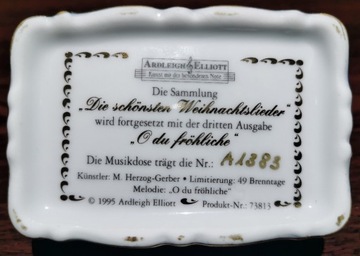 ARDLEIGH ELLIOTT
Kunst mit der besonderen Note
Die Sammlung
„Die schönsten Weihnachtslieder“
wird fortgesetzt mit der dritten Ausgabe
„O du fröhliche“
Die Musikdose trägt die Nr.: A1383
Künstler: M. Herzog-Gerber • Limitierung: 49 Brenntage
Melodie: „O du fröhliche“
© 1995 Ardleigh Elliott Produkt-Nr.: 73813